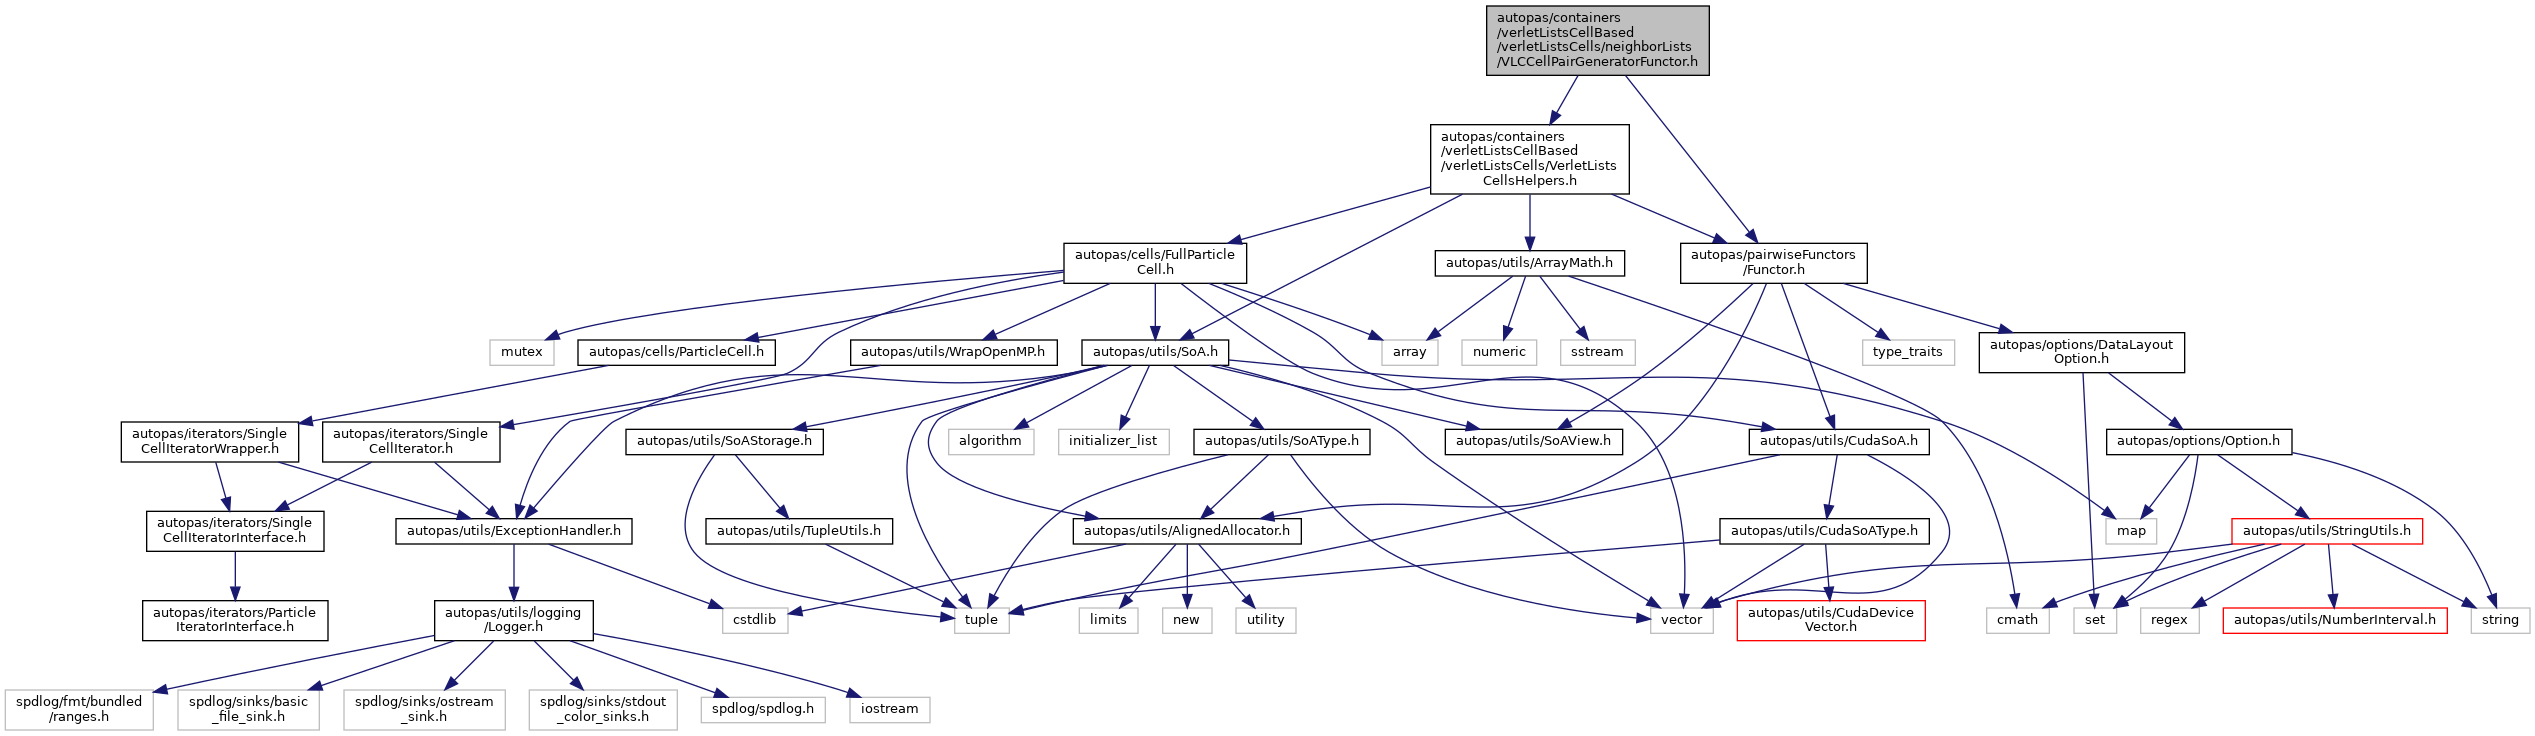 autopas/containers
/verletListsCellBased
/verletListsCells/neighborLists
/VLCCellPairGeneratorFunctor.h
autopas/containers
/verletListsCellBased
/verletListsCells/VerletLists
CellsHelpers.h
autopas/cells/FullParticle
Cell.h
autopas/utils/ArrayMath.h
autopas/pairwiseFunctors
/Functor.h
mutex
autopas/cells/ParticleCell.h
autopas/utils/WrapOpenMP.h
autopas/utils/SoA.h
array
numeric
sstream
type_traits
autopas/options/DataLayout
Option.h
autopas/iterators/Single
CellIteratorWrapper.h
autopas/iterators/Single
CellIterator.h
autopas/utils/SoAStorage.h
algorithm
initializer_list
autopas/utils/SoAType.h
autopas/utils/SoAView.h
autopas/utils/CudaSoA.h
autopas/options/Option.h
autopas/iterators/Single
CellIteratorInterface.h
autopas/utils/ExceptionHandler.h
autopas/utils/TupleUtils.h
autopas/utils/AlignedAllocator.h
autopas/utils/CudaSoAType.h
map
autopas/utils/StringUtils.h
autopas/iterators/Particle
IteratorInterface.h
autopas/utils/logging
/Logger.h
cstdlib
tuple
limits
new
utility
vector
autopas/utils/CudaDevice
Vector.h
cmath
set
regex
autopas/utils/NumberInterval.h
string
spdlog/fmt/bundled
/ranges.h
spdlog/sinks/basic
_file_sink.h
spdlog/sinks/ostream
_sink.h
spdlog/sinks/stdout
_color_sinks.h
spdlog/spdlog.h
iostream